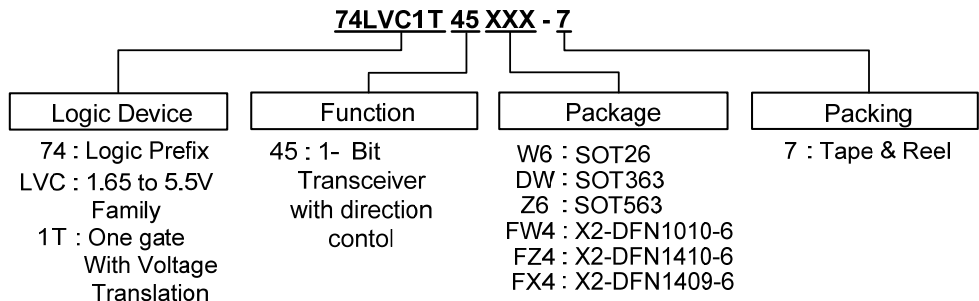 74LVC1T 45 XXX - 7
Logic Device
74 : Logic Prefix
LVC : 1.65 to 5.5V
Family
1T : One gate
With Voltage
Translation
Function
45 : 1- Bit
Transceiver
with direction
contol
Package
W6 : SOT26
DW : SOT363
Z6 : SOT563
FW4 : X2-DFN1010-6
FZ4 : X2-DFN1410-6
FX4 : X2-DFN1409-6
Packing
7 : Tape & Reel